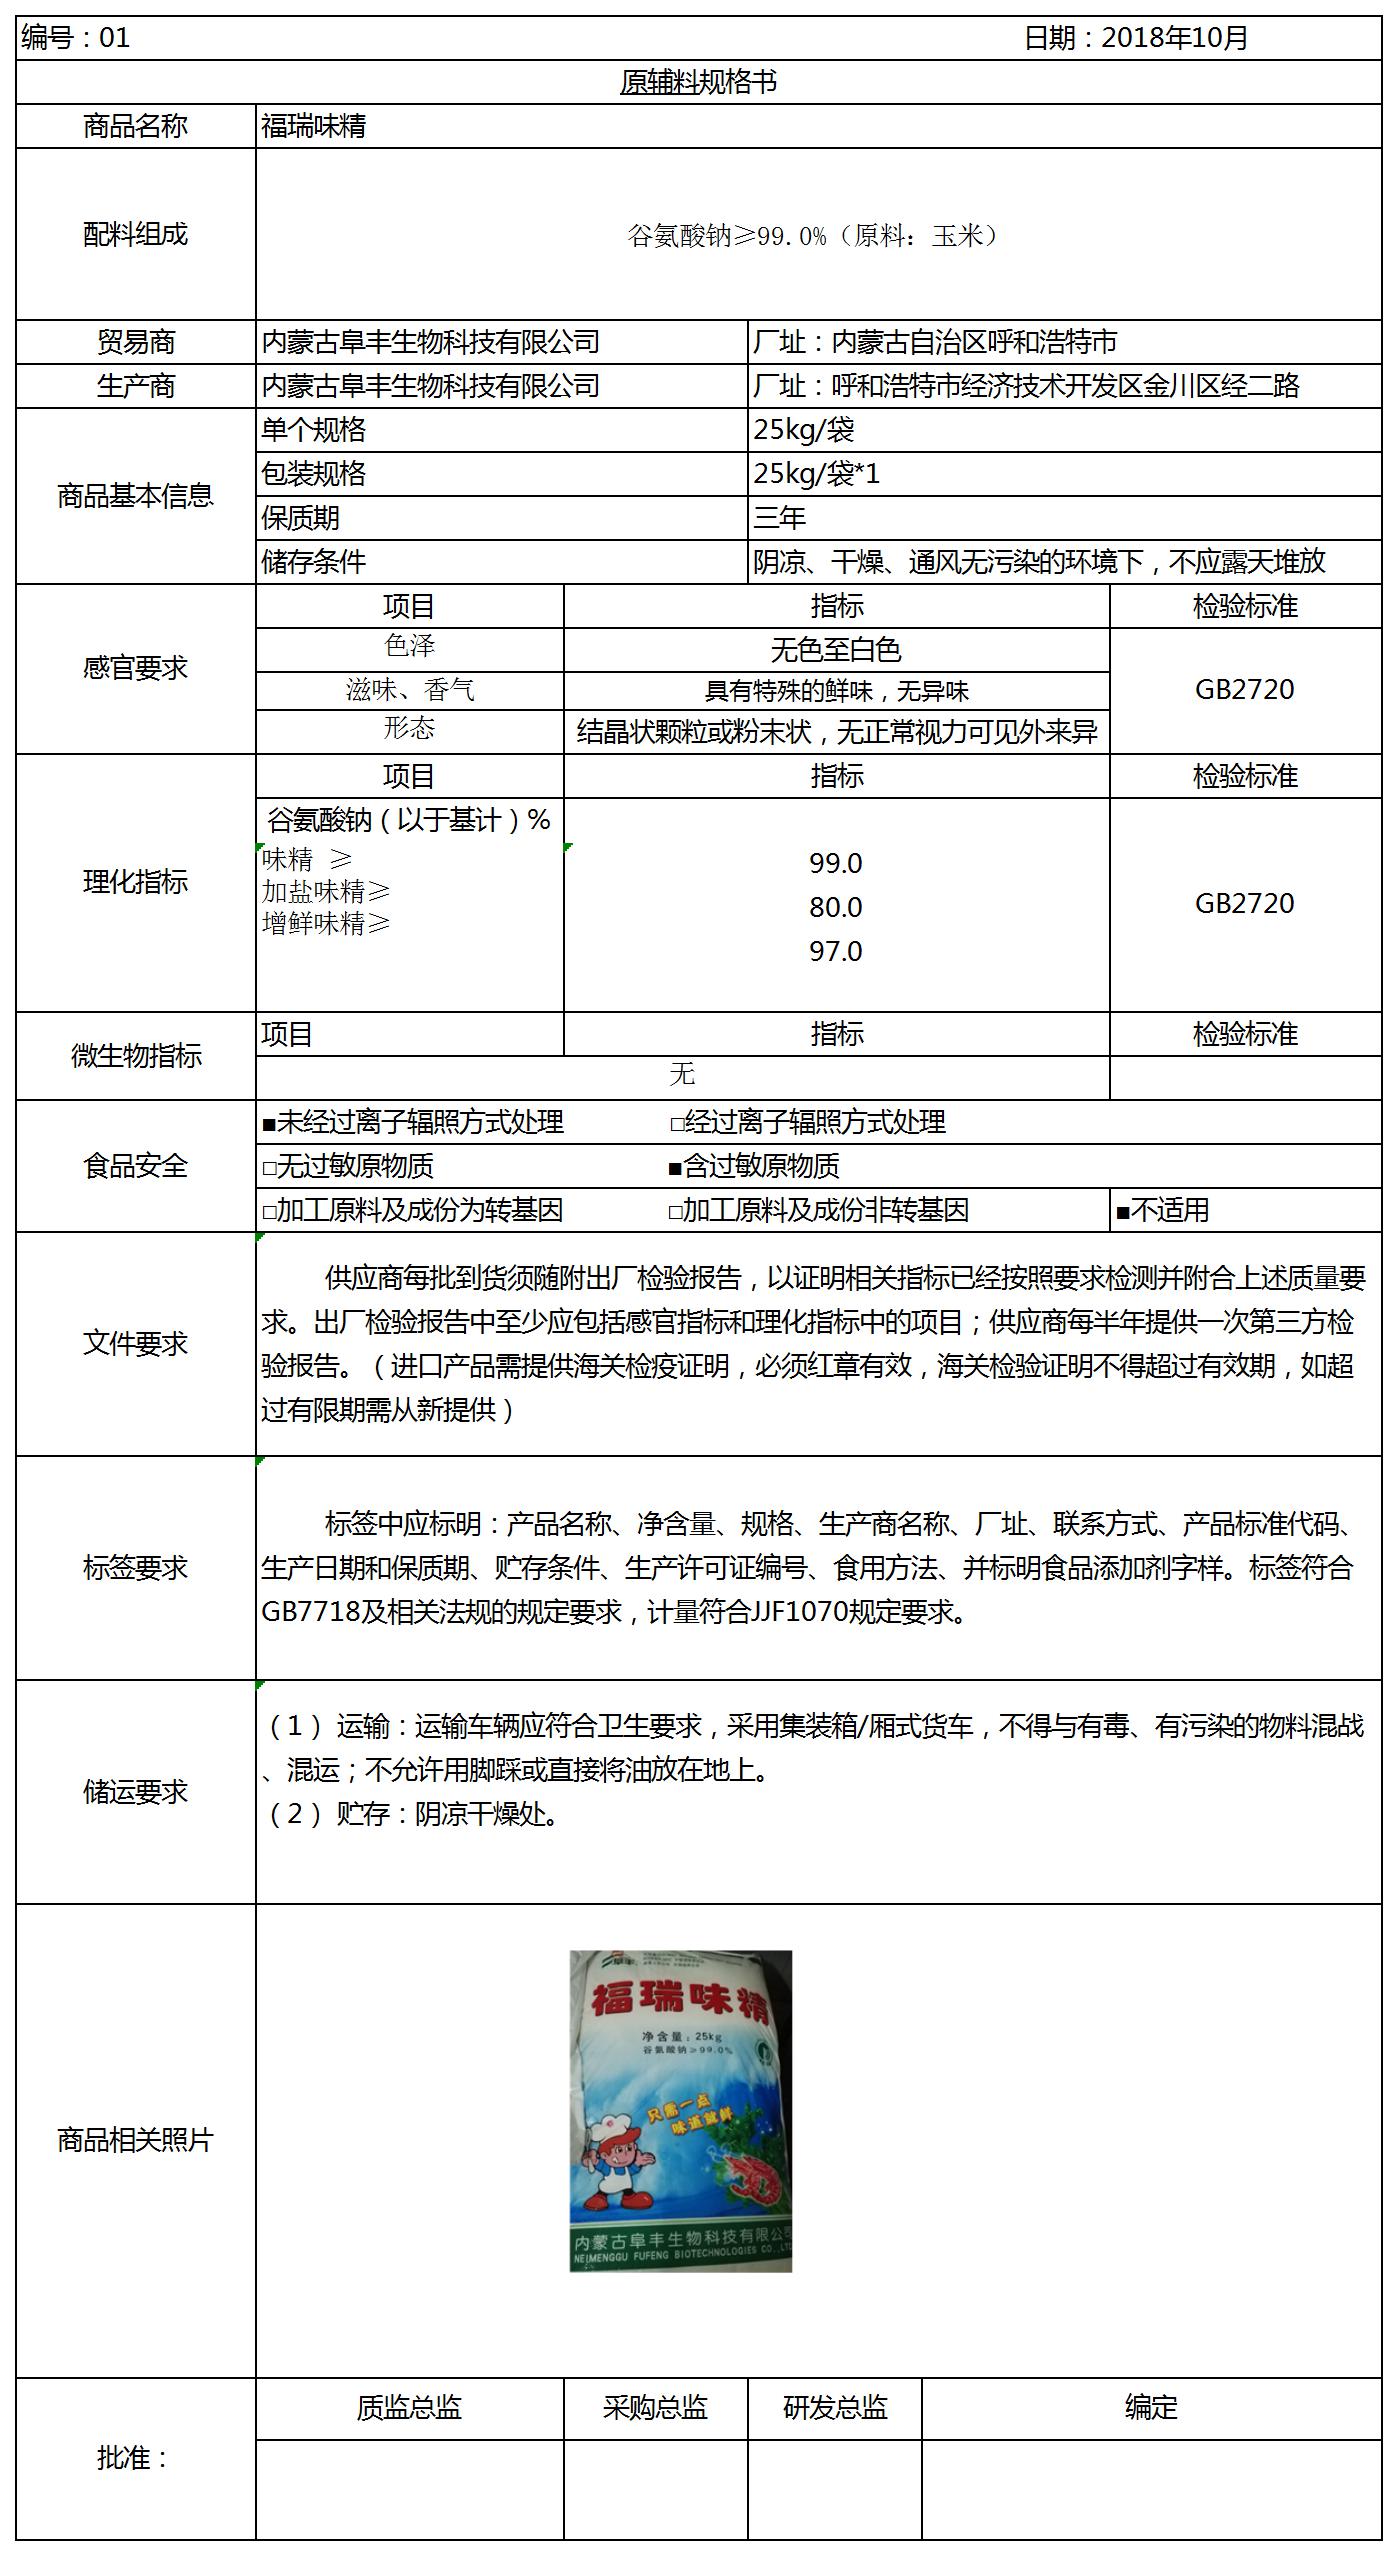 编号：01 日期：2018年10月
原辅料规格书
商品名称 福瑞味精
配料组成 谷氨酸钠≥99.0%（原料：玉米）
贸易商 内蒙古阜丰生物科技有限公司 厂址：内蒙古自治区呼和浩特市
生产商 内蒙古阜丰生物科技有限公司 厂址：呼和浩特市经济技术开发区金川区经二路
商品基本信息
单个规格 25kg/袋
包装规格 25kg/袋*1
保质期 三年
储存条件 阴凉、干燥、通风无污染的环境下，不应露天堆放
感官要求
项目 指标 检验标准
色泽 无色至白色
滋味、香气 具有特殊的鲜味，无异味 GB2720
形态 结晶状颗粒或粉末状，无正常视力可见外来异
理化指标
项目 指标 检验标准
谷氨酸钠（以于基计）%
味精 ≥ 99.0
加盐味精≥ 80.0 GB2720
增鲜味精≥ 97.0
微生物指标
项目 指标 检验标准
无
食品安全
■未经过离子辐照方式处理 □经过离子辐照方式处理
□无过敏原物质 ■含过敏原物质
□加工原料及成份为转基因 □加工原料及成份非转基因 ■不适用
文件要求
供应商每批到货须随附出厂检验报告，以证明相关指标已经按照要求检测并附合上述质量要
求。出厂检验报告中至少应包括感官指标和理化指标中的项目；供应商每半年提供一次第三方检
验报告。（进口产品需提供海关检疫证明，必须红章有效，海关检验证明不得超过有效期，如超
过有限期需从新提供）
标签要求
标签中应标明：产品名称、净含量、规格、生产商名称、厂址、联系方式、产品标准代码、
生产日期和保质期、贮存条件、生产许可证编号、食用方法、并标明食品添加剂字样。标签符合
GB7718及相关法规的规定要求，计量符合JJF1070规定要求。
储运要求
（1） 运输：运输车辆应符合卫生要求，采用集装箱/厢式货车，不得与有毒、有污染的物料混战
、混运；不允许用脚踩或直接将油放在地上。
（2） 贮存：阴凉干燥处。
商品相关照片
阜丰
福瑞味精
净含量：25kg
谷氨酸钠≥99.0%
只需一点
味道就鲜
内蒙古阜丰生物科技有限公司
NEIMENGGU FUFENG BIOTECHNOLOGIES CO.,LTD
批准：
质监总监 采购总监 研发总监 编定